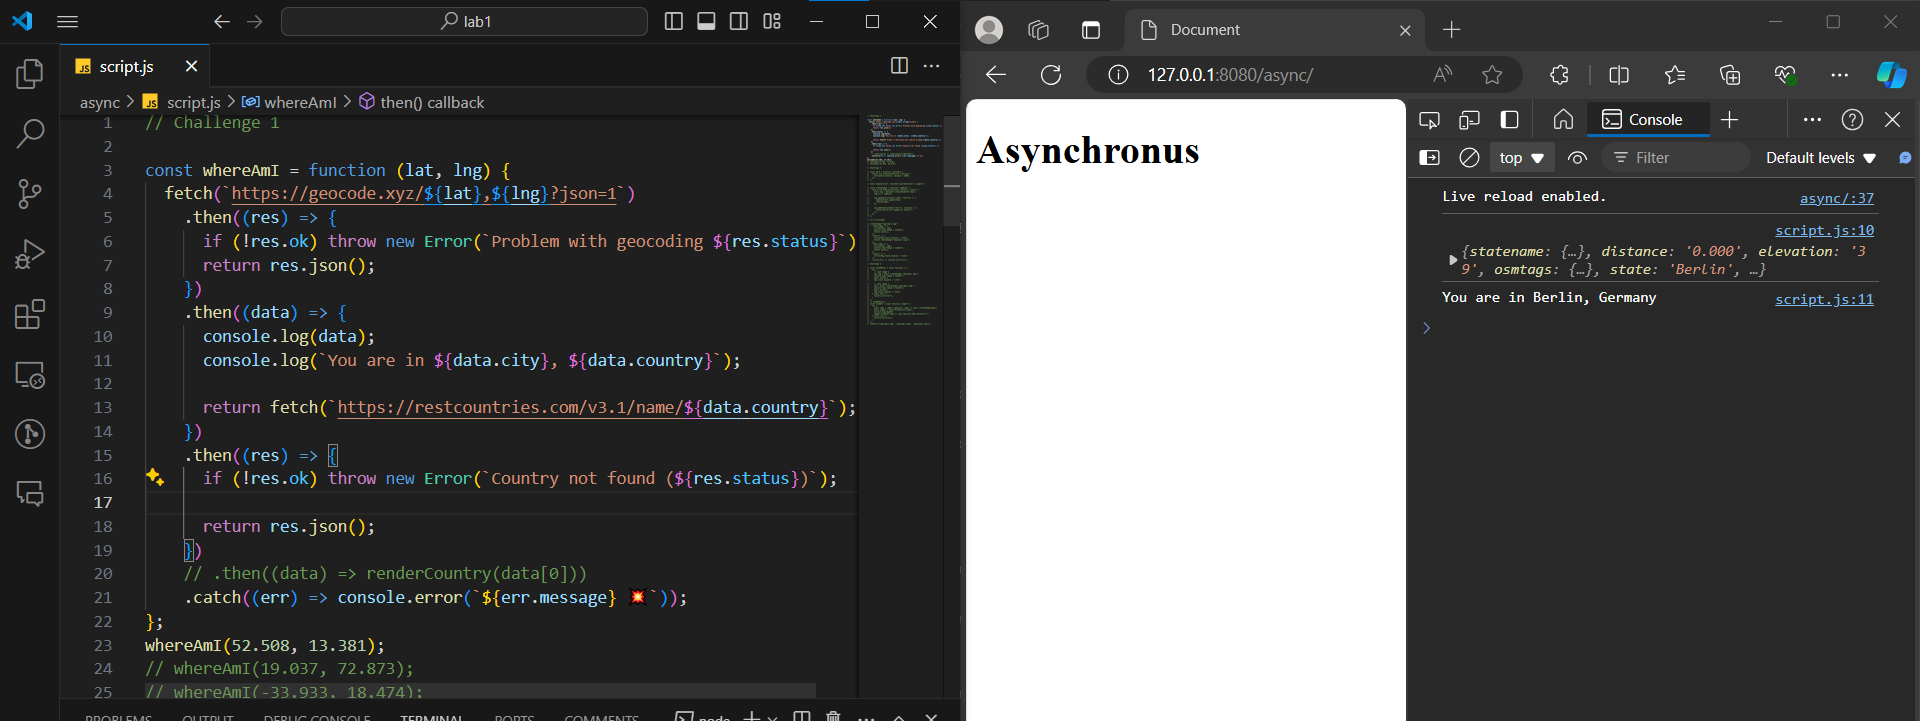 lab1
script.js
async > script.js > whereAmI > then() callback
1 // Challenge 1
2
3 const whereAmI = function (lat, lng) {
4 fetch(`https://geocode.xyz/${lat},${lng}?json=1`)
5 .then((res) => {
6 if (!res.ok) throw new Error(`Problem with geocoding ${res.status}`)
7 return res.json();
8 })
9 .then((data) => {
10 console.log(data);
11 console.log(`You are in ${data.city}, ${data.country}`);
12
13 return fetch(`https://restcountries.com/v3.1/name/${data.country}`);
14 })
15 .then((res) => {
16 if (!res.ok) throw new Error(`Country not found (${res.status})`);
17
18 return res.json();
19 })
20 // .then((data) => renderCountry(data[0]))
21 .catch((err) => console.error(`${err.message} 💥`));
22 };
23 whereAmI(52.508, 13.381);
24 // whereAmI(19.037, 72.873);
25 // whereAmI(-33.933, 18.474);
PROBLEMS OUTPUT DEBUG CONSOLE TERMINAL PORTS COMMENTS node
Document
127.0.0.1:8080/async/
Asynchronus
Console
top Filter Default levels
Live reload enabled. async/:37
script.js:10
{statename: {…}, distance: '0.000', elevation: '3
9', osmtags: {…}, state: 'Berlin', …}
You are in Berlin, Germany script.js:11